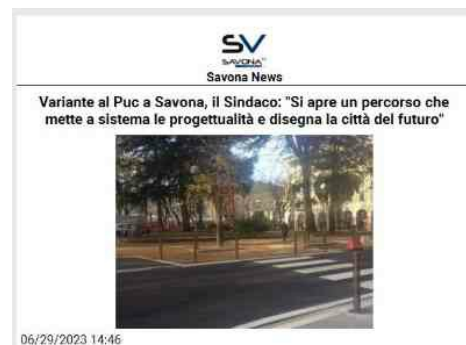 SV
SAVONA
Savona News
Variante al Puc a Savona, il Sindaco: "Si apre un percorso che
mette a sistema le progettualità e disegna la città del futuro"
06/29/2023 14:46